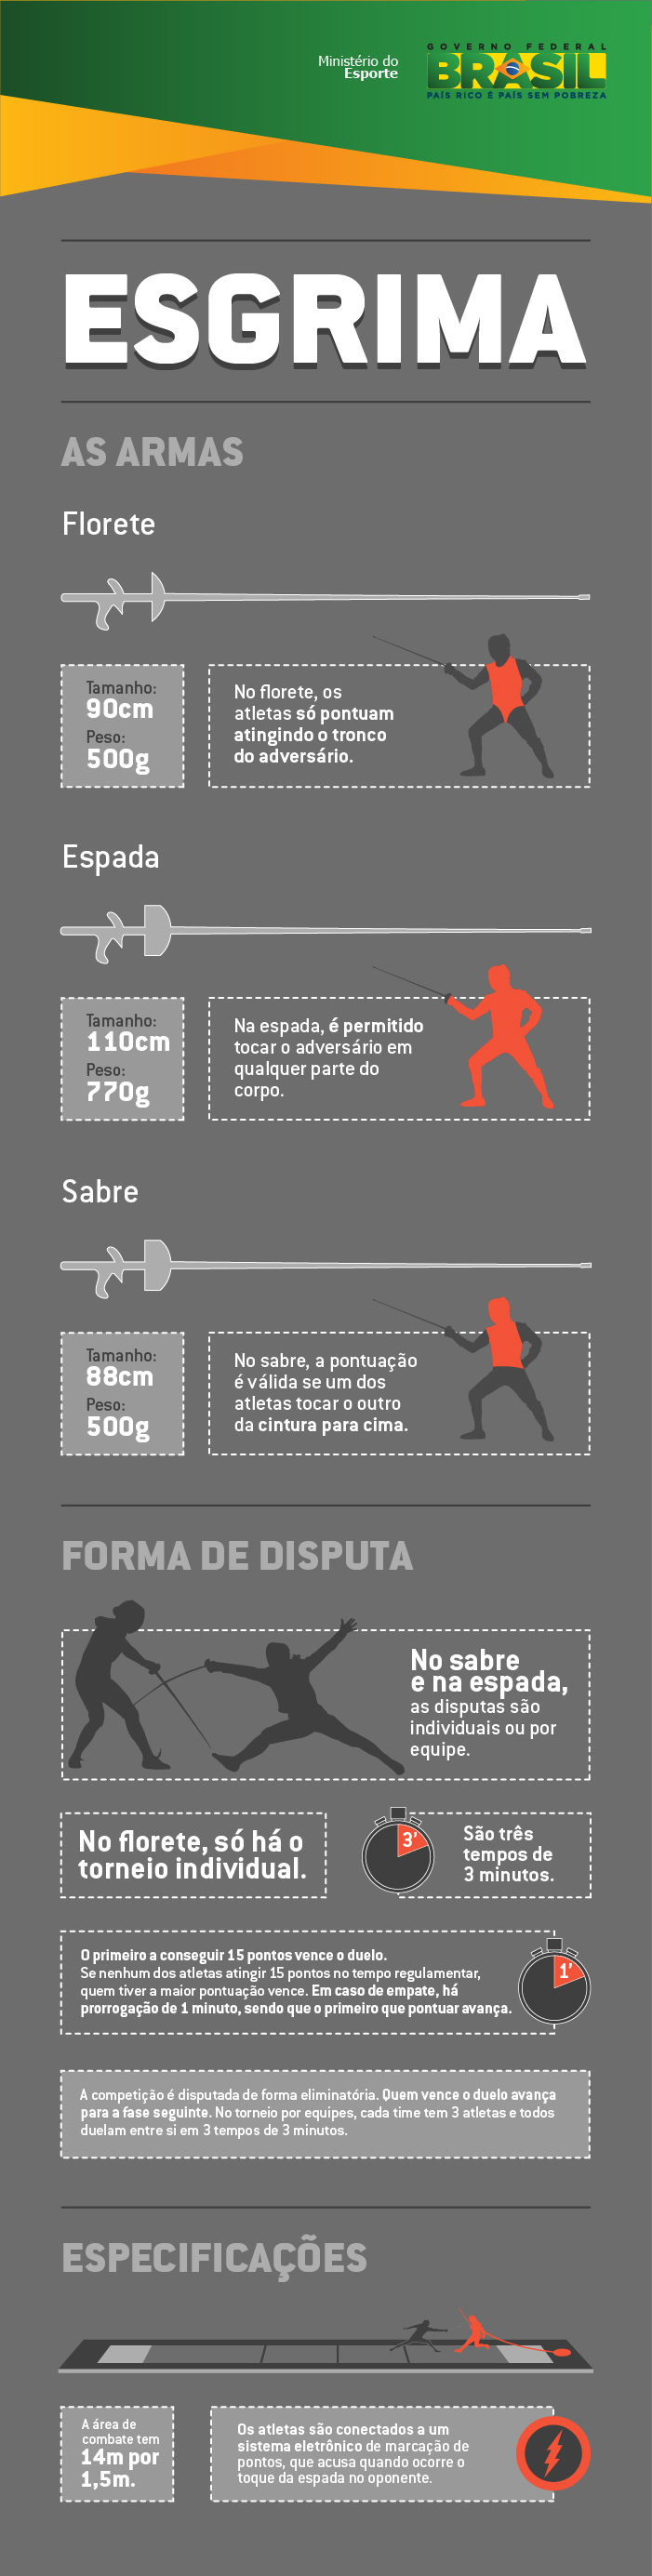 Ministério do
Esporte
GOVERNO FEDERAL
BRASIL
PAÍS RICO É PAÍS SEM POBREZA
ESGRIMA
AS ARMAS
Florete
Tamanho:
90cm
Peso:
500g
No florete, os
atletas só pontuam
atingindo o tronco
do adversário.
Espada
Tamanho:
110cm
Peso:
770g
Na espada, é permitido
tocar o adversário em
qualquer parte do
corpo.
Sabre
Tamanho:
88cm
Peso:
500g
No sabre, a pontuação
é válida se um dos
atletas tocar o outro
da cintura para cima.
FORMA DE DISPUTA
No sabre
e na espada,
as disputas são
individuais ou por
equipe.
No florete, só há o
torneio individual.
3’
São três
tempos de
3 minutos.
O primeiro a conseguir 15 pontos vence o duelo.
Se nenhum dos atletas atingir 15 pontos no tempo regulamentar,
quem tiver a maior pontuação vence. Em caso de empate, há
prorrogação de 1 minuto, sendo que o primeiro que pontuar avança.
1’
A competição é disputada de forma eliminatória. Quem vence o duelo avança
para a fase seguinte. No torneio por equipes, cada time tem 3 atletas e todos
duelam entre si em 3 tempos de 3 minutos.
ESPECIFICAÇÕES
A área de
combate tem
14m por
1,5m.
Os atletas são conectados a um
sistema eletrônico de marcação de
pontos, que acusa quando ocorre o
toque da espada no oponente.